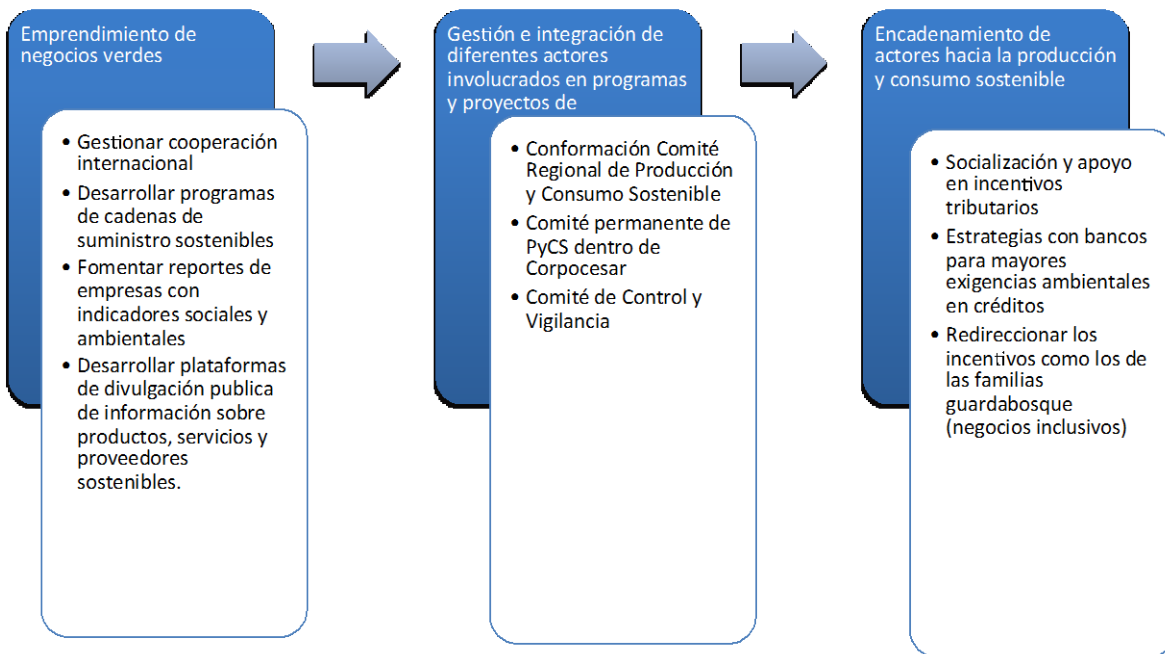 Emprendimiento de
negocios verdes
• Gestionar cooperación
internacional
• Desarrollar programas
de cadenas de
suministro sostenibles
• Fomentar reportes de
empresas con
indicadores sociales y
ambientales
• Desarrollar plataformas
de divulgación publica
de información sobre
productos, servicios y
proveedores
sostenibles.
Gestión e integración de
diferentes actores
involucrados en programas
y proyectos de
• Conformación Comité
Regional de Producción
y Consumo Sostenible
• Comité permanente de
PyCS dentro de
Corpocesar
• Comité de Control y
Vigilancia
Encadenamiento de
actores hacia la producción
y consumo sostenible
• Socialización y apoyo
en incentivos
tributarios
• Estrategias con bancos
para mayores
exigencias ambientales
en créditos
• Redireccionar los
incentivos como los de
las familias
guardabosque
(negocios inclusivos)